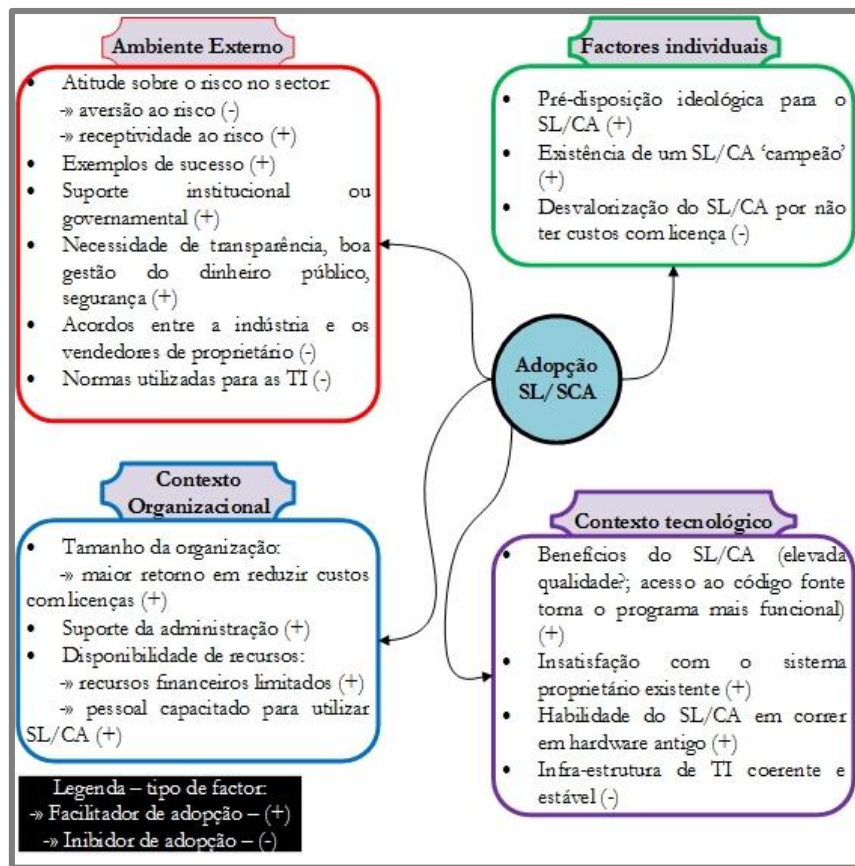 Ambiente Externo
• Atitude sobre o risco no sector:
-» aversão ao risco (-)
-» receptividade ao risco (+)
• Exemplos de sucesso (+)
• Suporte institucional ou
governamental (+)
• Necessidade de transparência, boa
gestão do dinheiro público,
segurança (+)
• Acordos entre a indústria e os
vendedores de proprietário (-)
• Normas utilizadas para as TI (-)
Factores individuais
• Pré-disposição ideológica para o
SL/CA (+)
• Existência de um SL/CA ‘campeão’
(+)
• Desvalorização do SL/CA por não
ter custos com licença (-)
Adopção
SL/SCA
Contexto
Organizacional
• Tamanho da organização:
-» maior retorno em reduzir custos
com licenças (+)
• Suporte da administração (+)
• Disponibilidade de recursos:
-» recursos financeiros limitados (+)
-» pessoal capacitado para utilizar
SL/CA (+)
Contexto tecnológico
• Benefícios do SL/CA (elevada
qualidade?; acesso ao código fonte
torna o programa mais funcional)
(+)
• Insatisfação com o sistema
proprietário existente (+)
• Habilidade do SL/CA em correr
em hardware antigo (+)
• Infra-estrutura de TI coerente e
estável (-)
Legenda – tipo de factor:
-» Facilitador de adopção – (+)
-» Inibidor de adopção – (-)